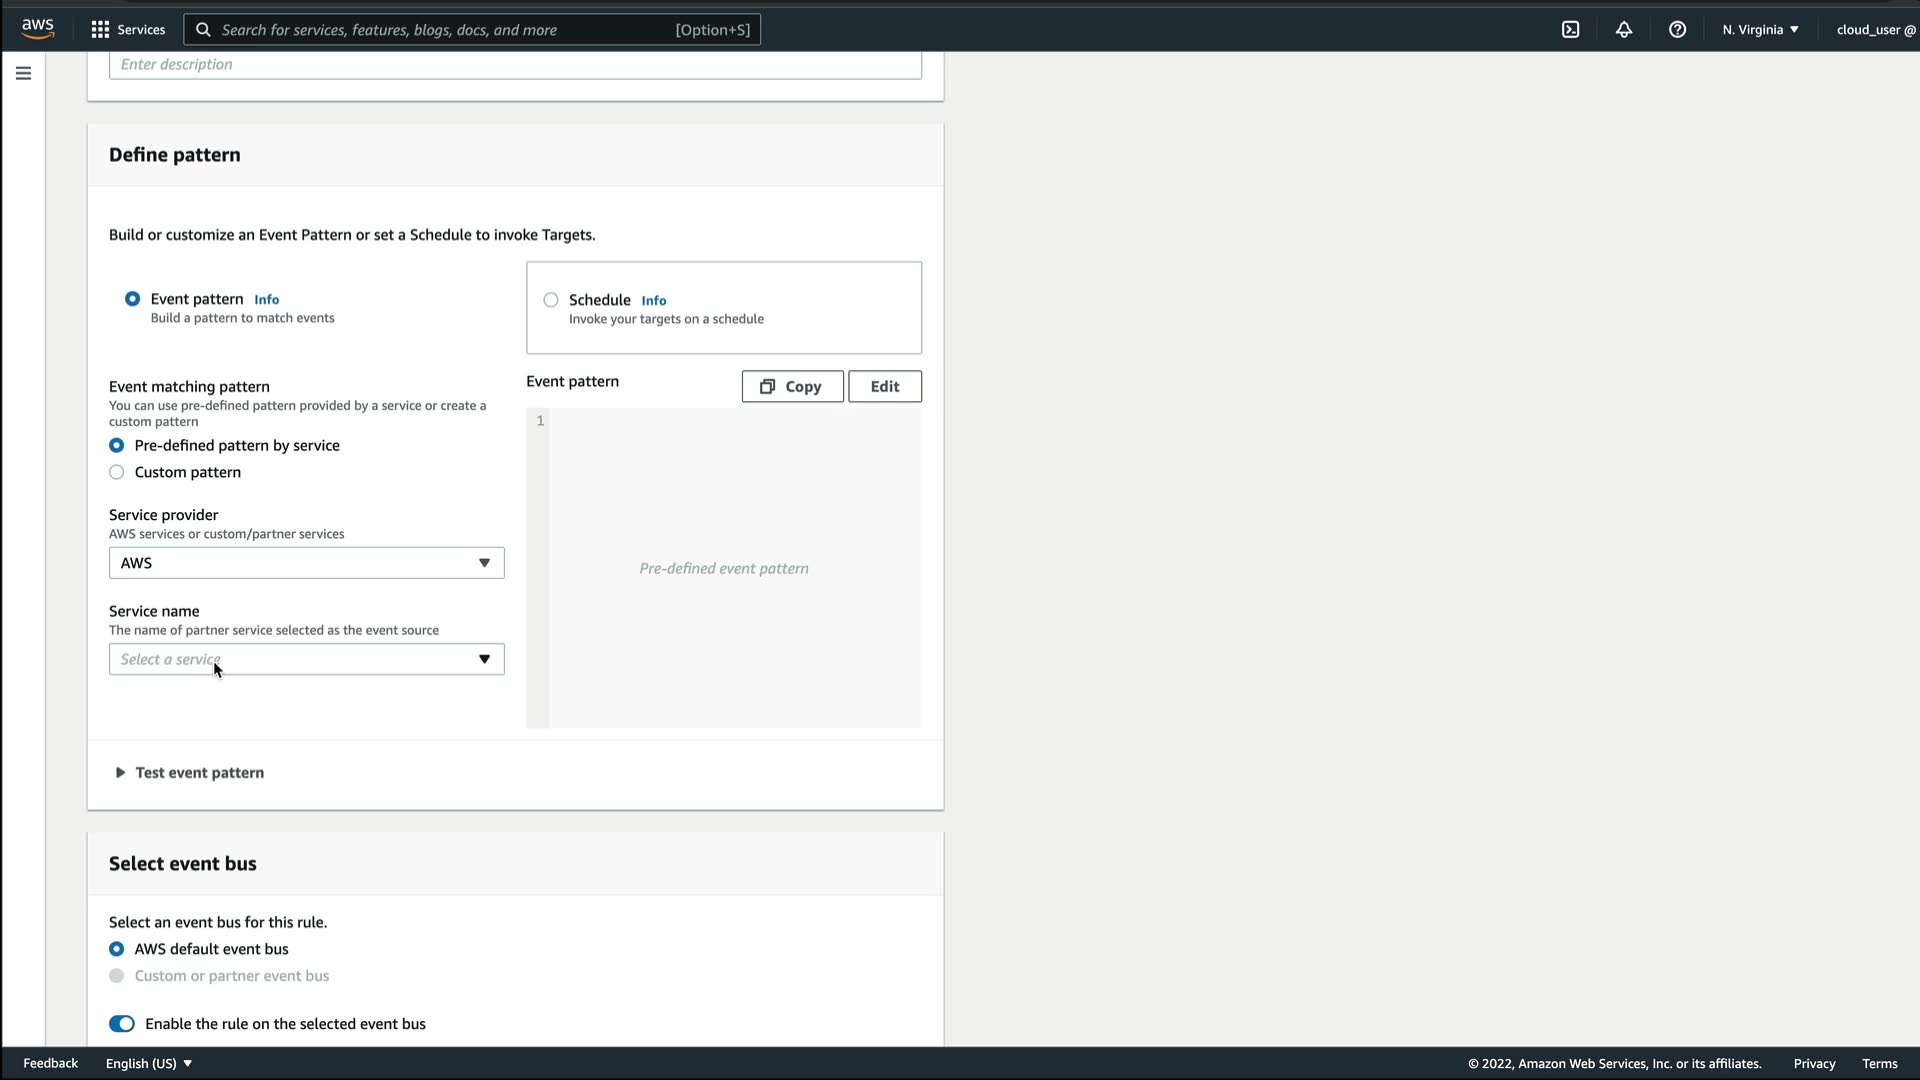 aws
Services
Search for services, features, blogs, docs, and more
[Option+S]
N. Virginia
cloud_user @
Enter description
Define pattern
Build or customize an Event Pattern or set a Schedule to invoke Targets.
Event pattern Info
Build a pattern to match events
Schedule Info
Invoke your targets on a schedule
Event matching pattern
You can use pre-defined pattern provided by a service or create a
custom pattern
Pre-defined pattern by service
Custom pattern
Service provider
AWS services or custom/partner services
AWS
Service name
The name of partner service selected as the event source
Select a service
Event pattern
Copy
Edit
1
Pre-defined event pattern
Test event pattern
Select event bus
Select an event bus for this rule.
AWS default event bus
Custom or partner event bus
Enable the rule on the selected event bus
Feedback
English (US)
© 2022, Amazon Web Services, Inc. or its affiliates.
Privacy
Terms